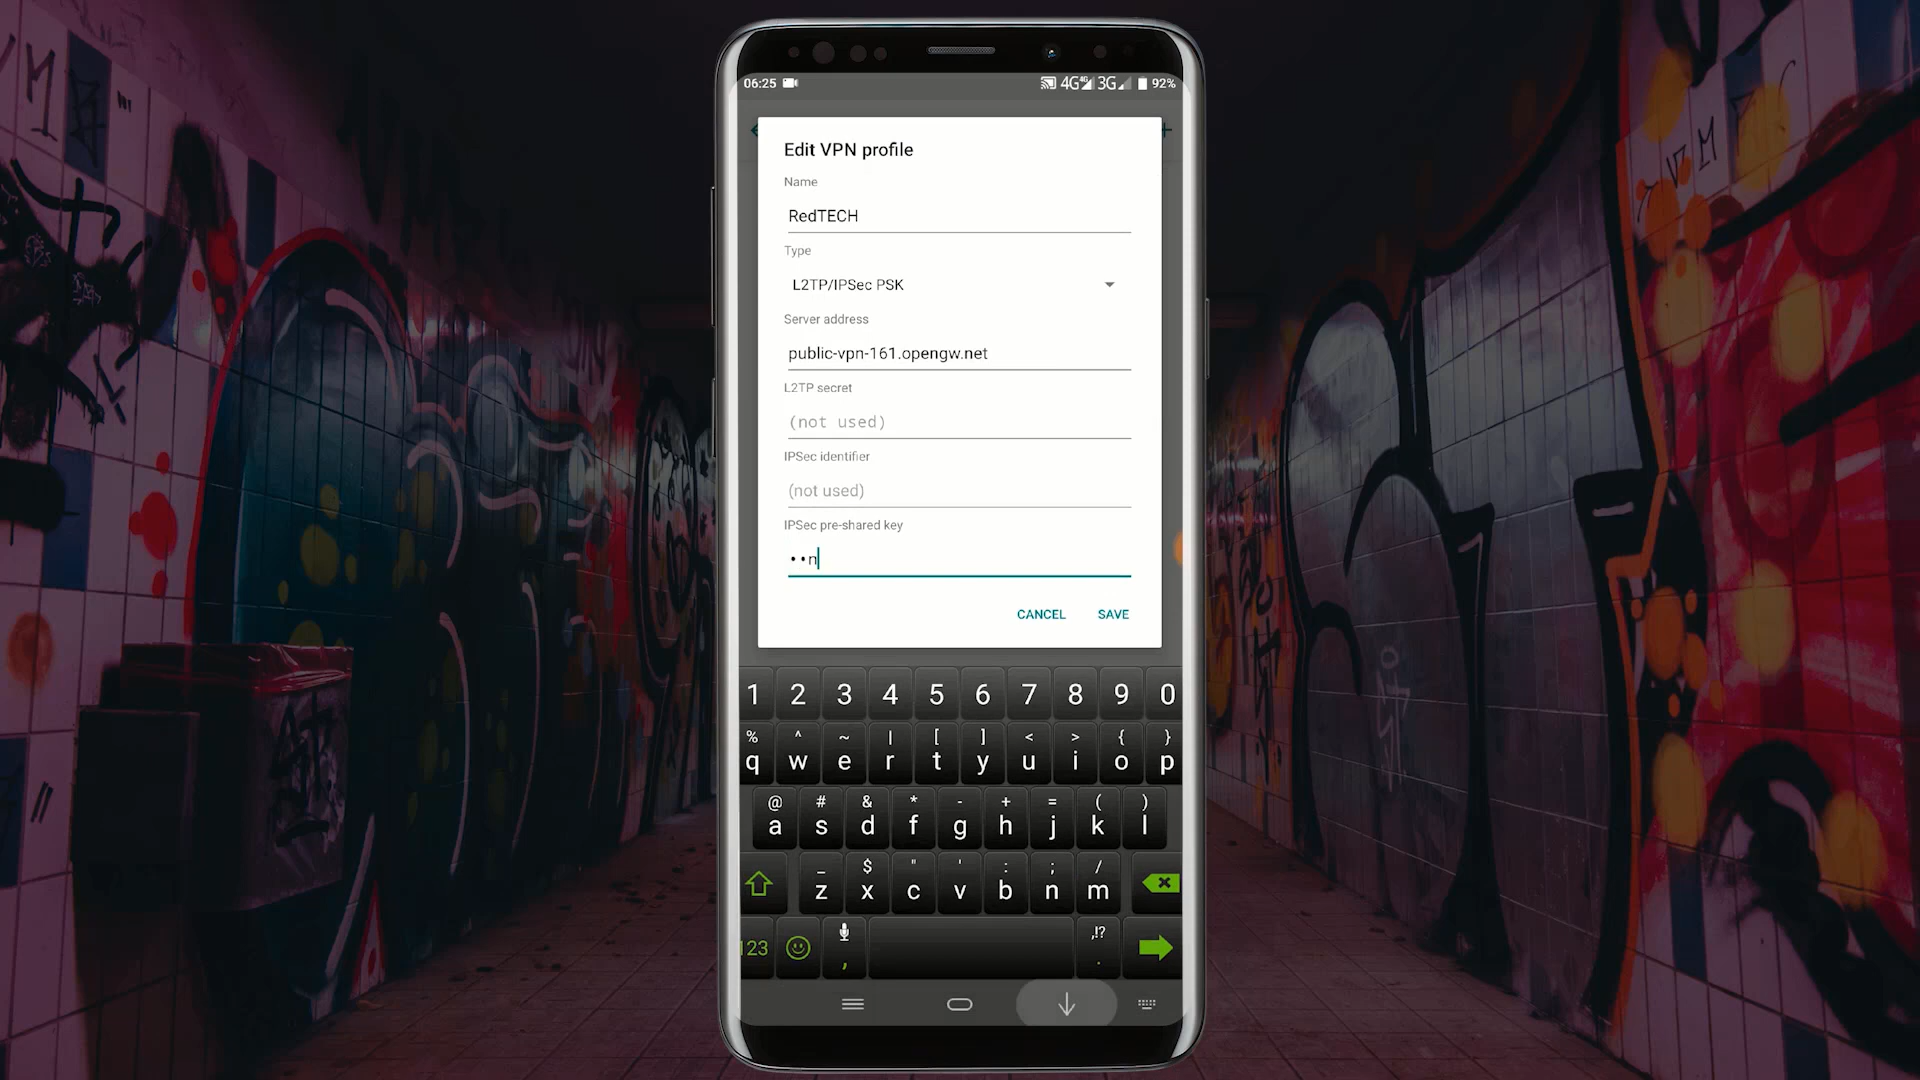 06:25 4G 4G 3G 92%
Edit VPN profile
Name
RedTECH
Type
L2TP/IPSec PSK
Server address
public-vpn-161.opengw.net
L2TP secret
(not used)
IPSec identifier
(not used)
IPSec pre-shared key
••n
CANCEL SAVE
1 2 3 4 5 6 7 8 9 0
% ^ ~ | [ ] < > { }
q w e r t y u i o p
@ # & * - + = ( )
a s d f g h j k l
_ $ " ' : ; /
z x c v b n m
,!?
123 , .